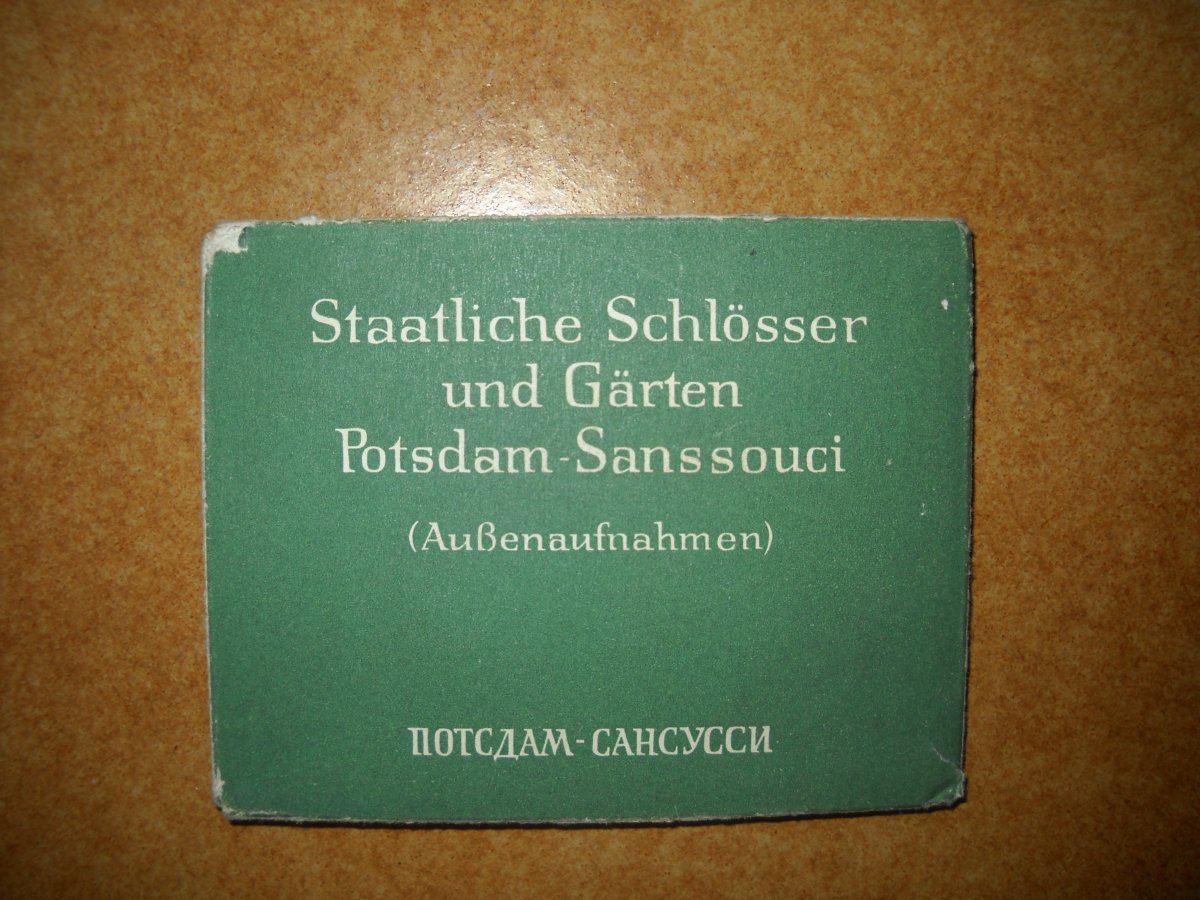 Staatliche Schlösser
und Gärten
Potsdam-Sanssouci
(Außenaufnahmen)
ПОТСДАМ-САНСУССИ